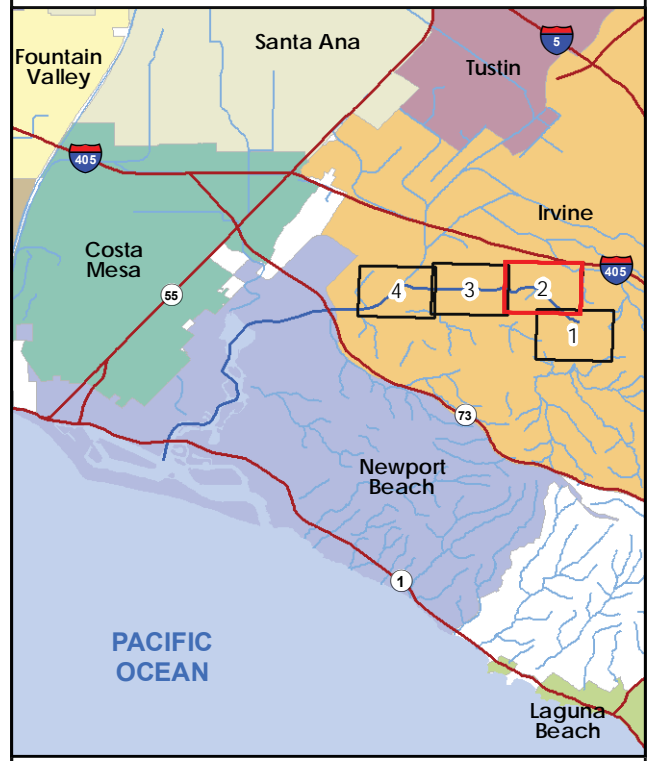 Santa Ana
Fountain
Valley
5
Tustin
405
Irvine
Costa
Mesa
405
55
4
3
2
1
73
Newport
Beach
1
PACIFIC
OCEAN
Laguna
Beach